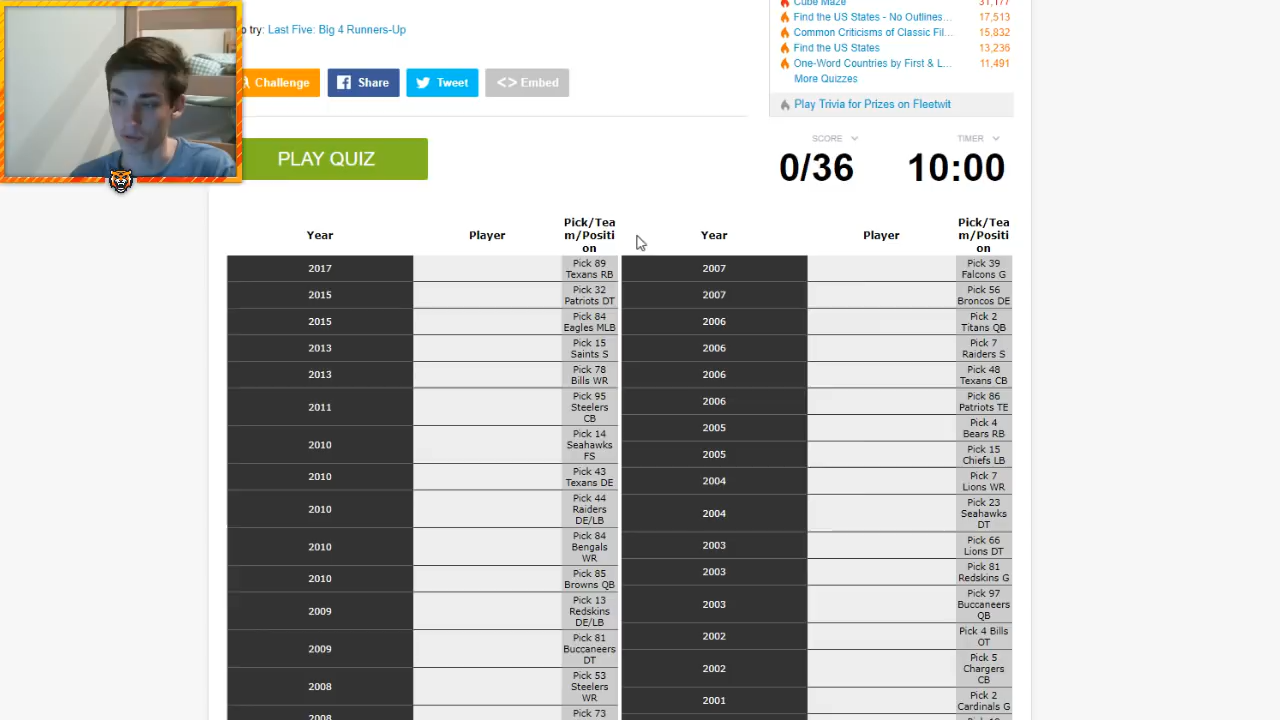 Cube Maze 31,177
o try: Last Five: Big 4 Runners-Up
Find the US States - No Outlines... 17,513
Common Criticisms of Classic Fil... 15,832
Find the US States 13,236
One-Word Countries by First & L... 11,491
More Quizzes
Challenge
Share
Tweet
<> Embed
Play Trivia for Prizes on Fleetwit
PLAY QUIZ
SCORE
TIMER
0/36
10:00
Year Player Pick/Tea
m/Positi
on
Year Player Pick/Tea
m/Positi
on
2017 Pick 89
Texans RB
2015 Pick 32
Patriots DT
2015 Pick 84
Eagles MLB
2013 Pick 15
Saints S
2013 Pick 78
Bills WR
2011 Pick 95
Steelers
CB
2010 Pick 14
Seahawks
FS
2010 Pick 43
Texans DE
2010 Pick 44
Raiders
DE/LB
2010 Pick 84
Bengals
WR
2010 Pick 85
Browns QB
2009 Pick 13
Redskins
DE/LB
2009 Pick 81
Buccaneers
DT
2008 Pick 53
Steelers
WR
2008 Pick 73
2007 Pick 39
Falcons G
2007 Pick 56
Broncos DE
2006 Pick 2
Titans QB
2006 Pick 7
Raiders S
2006 Pick 48
Texans CB
2006 Pick 86
Patriots TE
2005 Pick 4
Bears RB
2005 Pick 15
Chiefs LB
2004 Pick 7
Lions WR
2004 Pick 23
Seahawks
DT
2003 Pick 66
Lions DT
2003 Pick 81
Redskins G
2003 Pick 97
Buccaneers
QB
2002 Pick 4 Bills
OT
2002 Pick 5
Chargers
CB
2001 Pick 2
Cardinals G